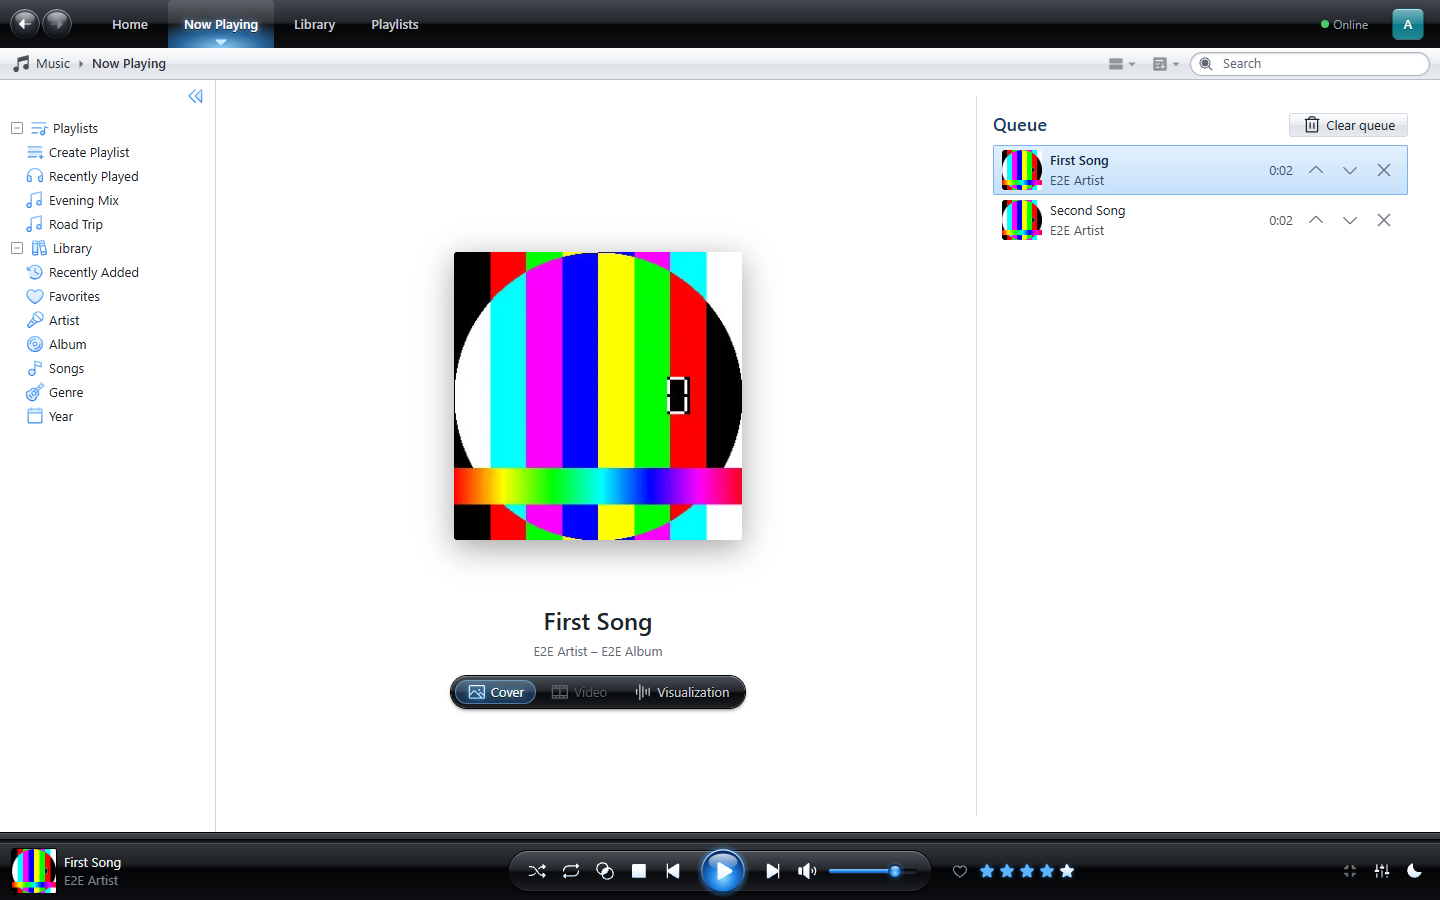 Home
Now Playing
Library
Playlists
Online
A
Music
Now Playing
Search
Playlists
Create Playlist
Recently Played
Evening Mix
Road Trip
Library
Recently Added
Favorites
Artist
Album
Songs
Genre
Year
First Song
E2E Artist – E2E Album
Cover
Video
Visualization
Queue
Clear queue
First Song
E2E Artist
0:02
Second Song
E2E Artist
0:02
First Song
E2E Artist